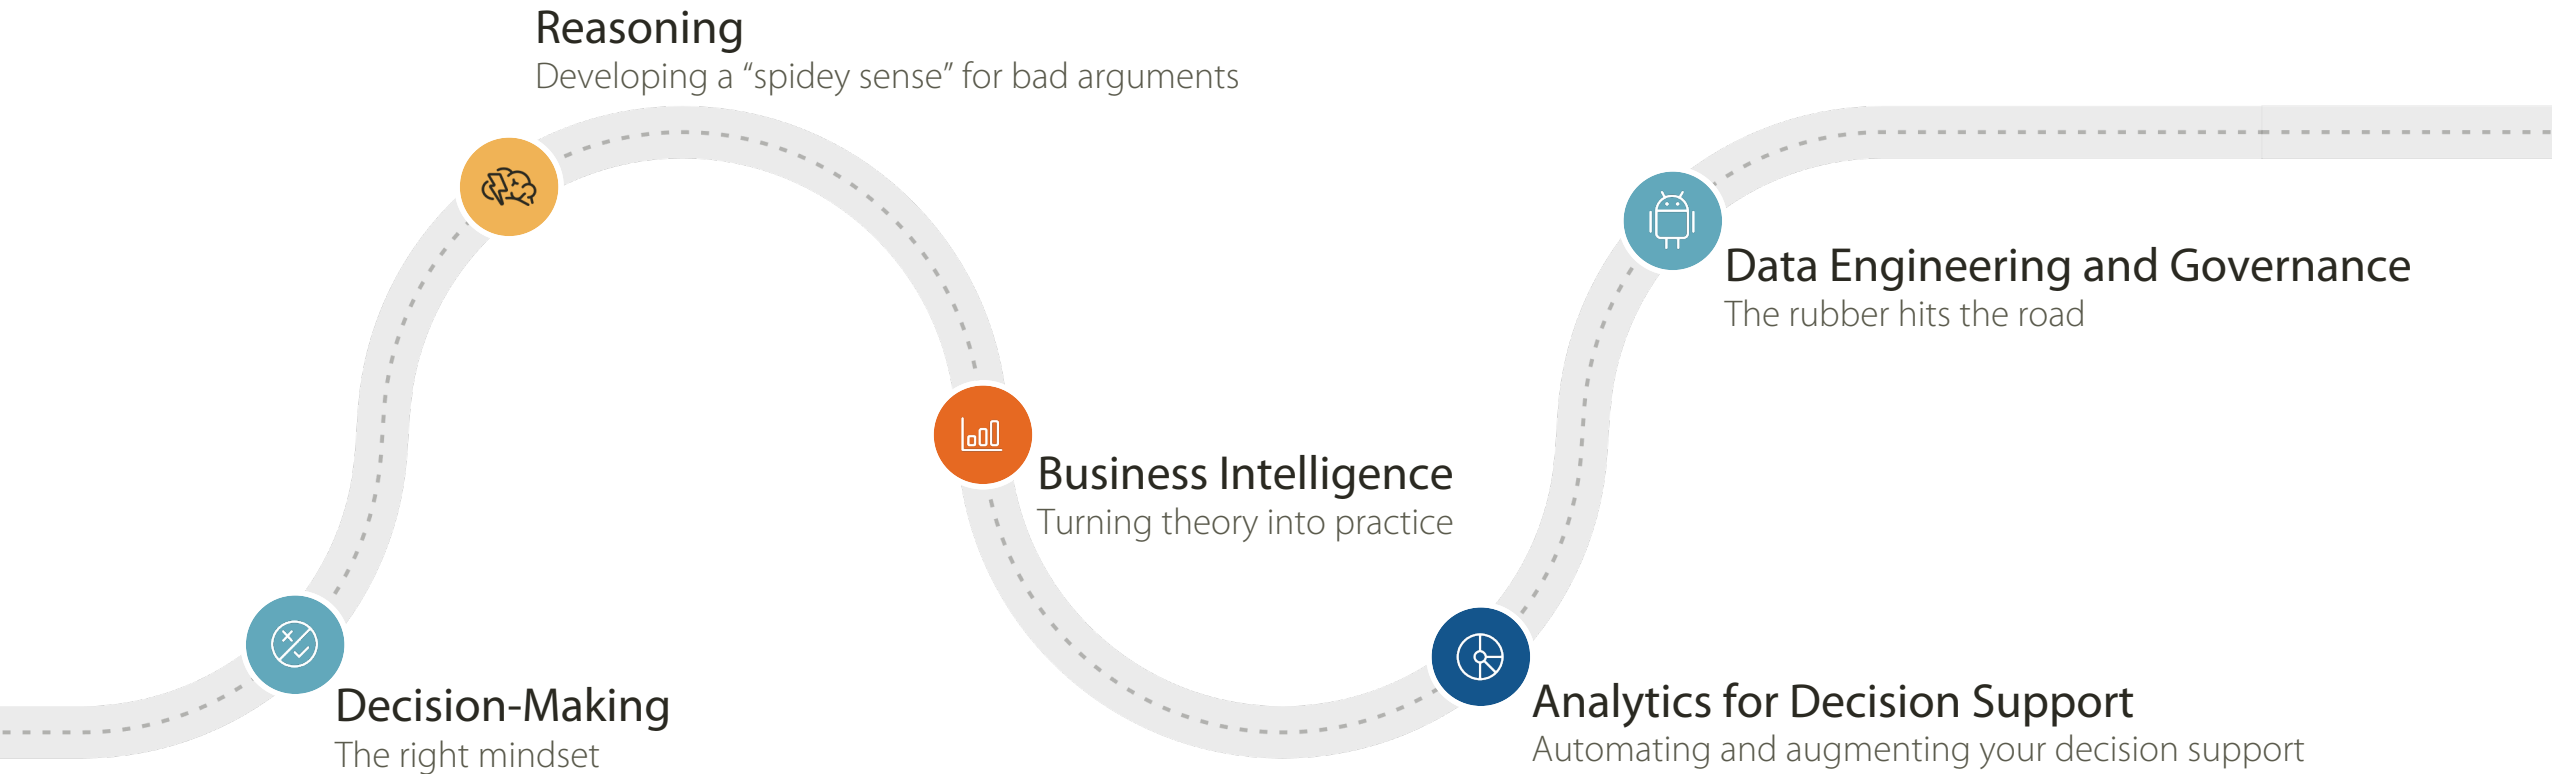 Reasoning
Developing a “spidey sense” for bad arguments
Data Engineering and Governance
The rubber hits the road
Business Intelligence
Turning theory into practice
Decision-Making
The right mindset
Analytics for Decision Support
Automating and augmenting your decision support